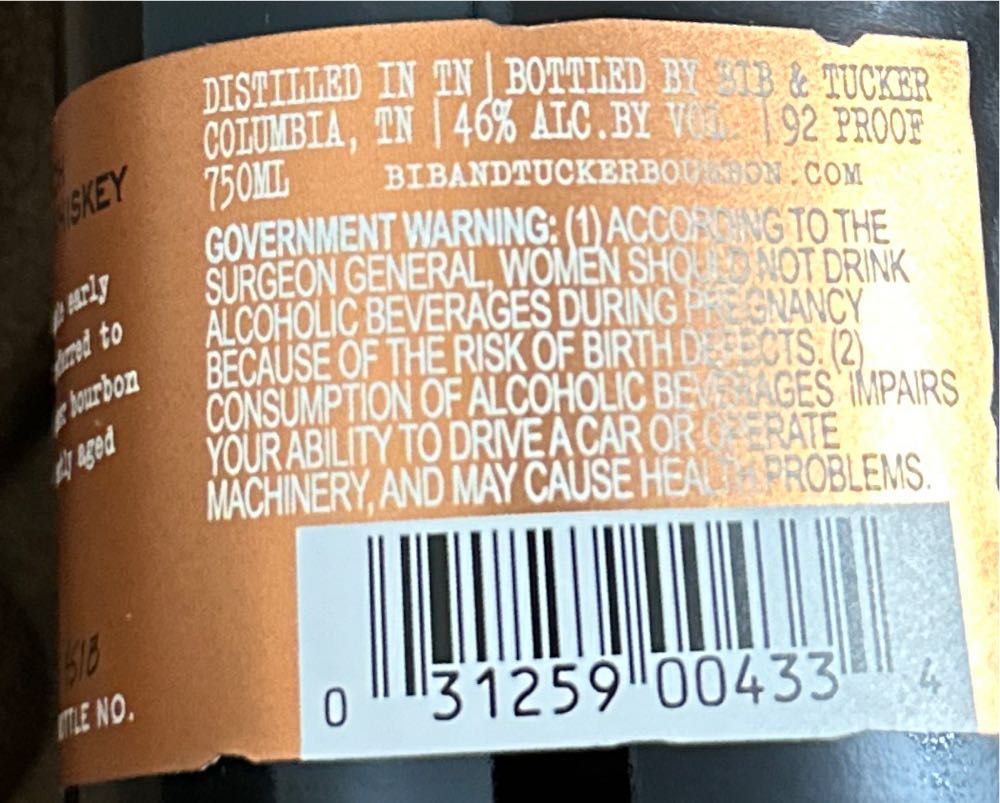 DISTILLED IN TN | BOTTLED BY BIB & TUCKER
COLUMBIA, TN | 46% ALC.BY VOL. | 92 PROOF
750ML BIBANDTUCKERBOURBON.COM
GOVERNMENT WARNING: (1) ACCORDING TO THE
SURGEON GENERAL, WOMEN SHOULD NOT DRINK
ALCOHOLIC BEVERAGES DURING PREGNANCY
BECAUSE OF THE RISK OF BIRTH DEFECTS. (2)
CONSUMPTION OF ALCOHOLIC BEVERAGES IMPAIRS
YOUR ABILITY TO DRIVE A CAR OR OPERATE
MACHINERY, AND MAY CAUSE HEALTH PROBLEMS.
0 31259 00433 4
early
to
bourbon
aged
NO.